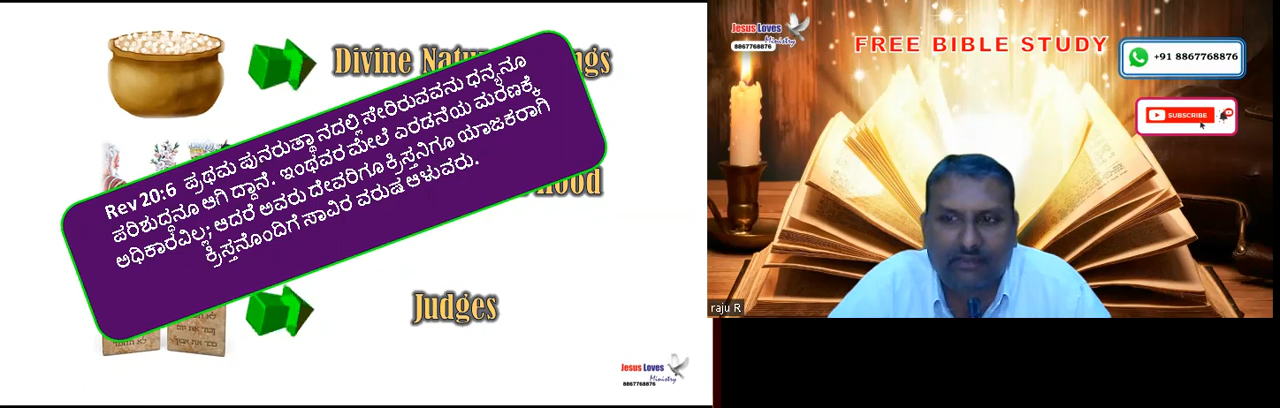 Divine Nat
gs
Rev 20:6 ಪ್ರಥಮ ಪುನರುತ್ಥಾನದಲ್ಲಿ ಸೇರಿರುವವನು ಧನ್ಯನೂ
ಪರಿಶುದ್ಧನೂ ಆಗಿ ದ್ದಾನೆ. ಇಂಥವರ ಮೇಲೆ ಎರಡನೆಯ ಮರಣಕ್ಕೆ
ಅಧಿಕಾರವಿಲ್ಲ; ಆದರೆ ಅವರು ದೇವರಿಗೂ ಕ್ರಿಸ್ತನಿಗೂ ಯಾಜಕರಾಗಿ
ಕ್ರಿಸ್ತನೊಂದಿಗೆ ಸಾವಿರ ವರುಷ ಆಳುವರು.
hood
Judges
Jesus Loves
Ministry
8867768876
Jesus Loves
Ministry
8867768876
FREE BIBLE STUDY
+91 8867768876
SUBSCRIBE
raju R